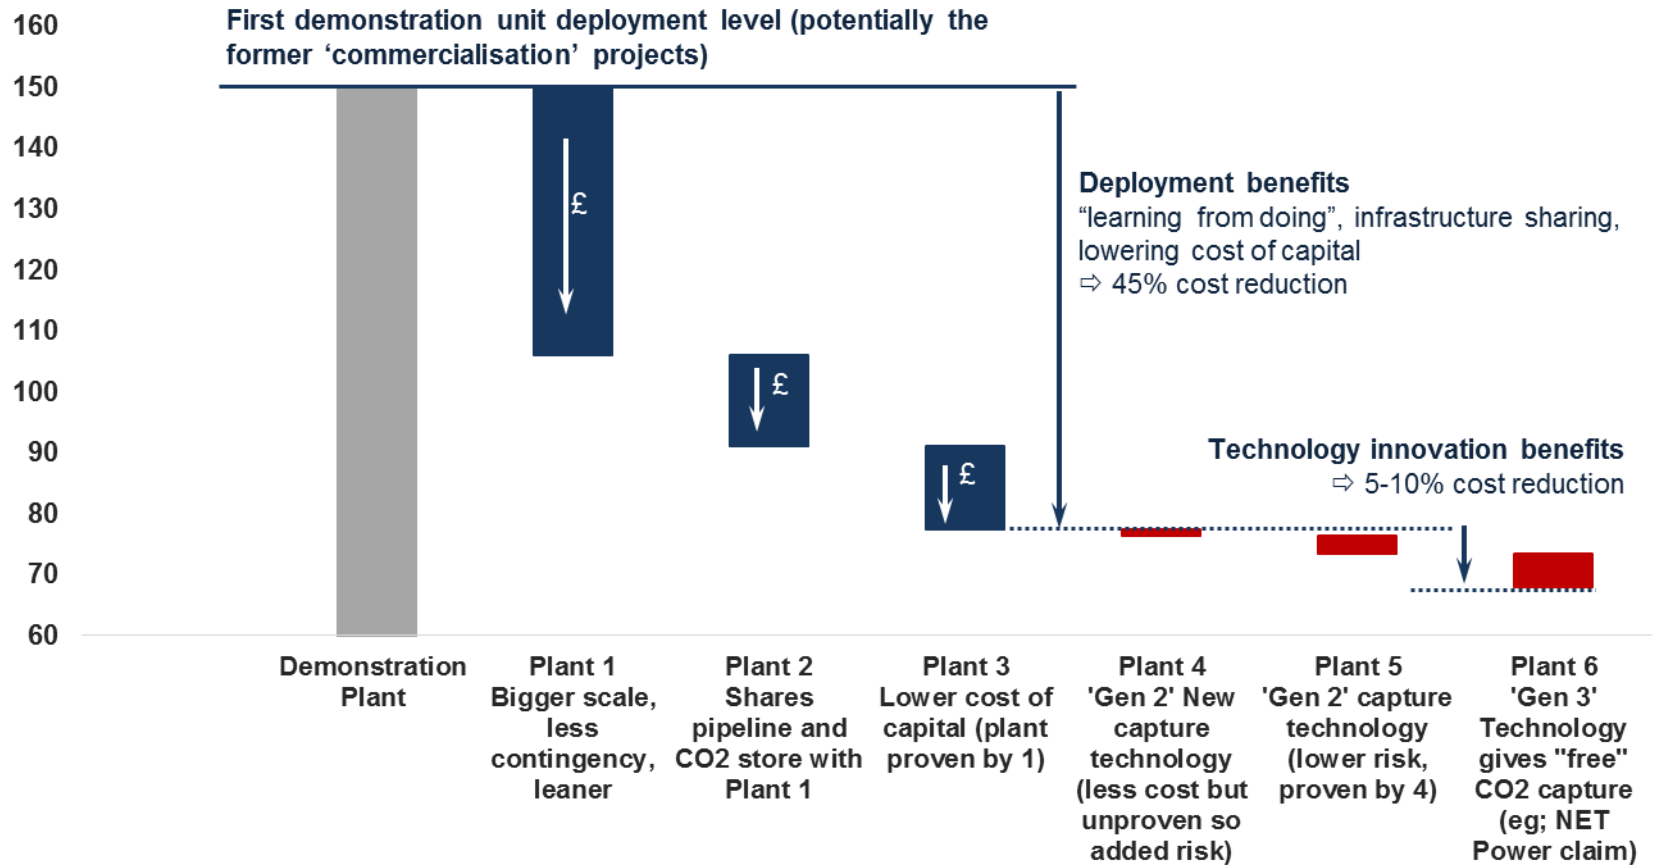 First demonstration unit deployment level (potentially the
former ‘commercialisation’ projects)
160
150
140
130
120
110
100
90
80
70
60
£
£
£
Deployment benefits
“learning from doing”, infrastructure sharing,
lowering cost of capital
⇨ 45% cost reduction
Technology innovation benefits
⇨ 5-10% cost reduction
Demonstration
Plant
Plant 1
Bigger scale,
less
contingency,
leaner
Plant 2
Shares
pipeline and
CO2 store with
Plant 1
Plant 3
Lower cost of
capital (plant
proven by 1)
Plant 4
'Gen 2' New
capture
technology
(less cost but
unproven so
added risk)
Plant 5
'Gen 2' capture
technology
(lower risk,
proven by 4)
Plant 6
'Gen 3'
Technology
gives "free"
CO2 capture
(eg; NET
Power claim)